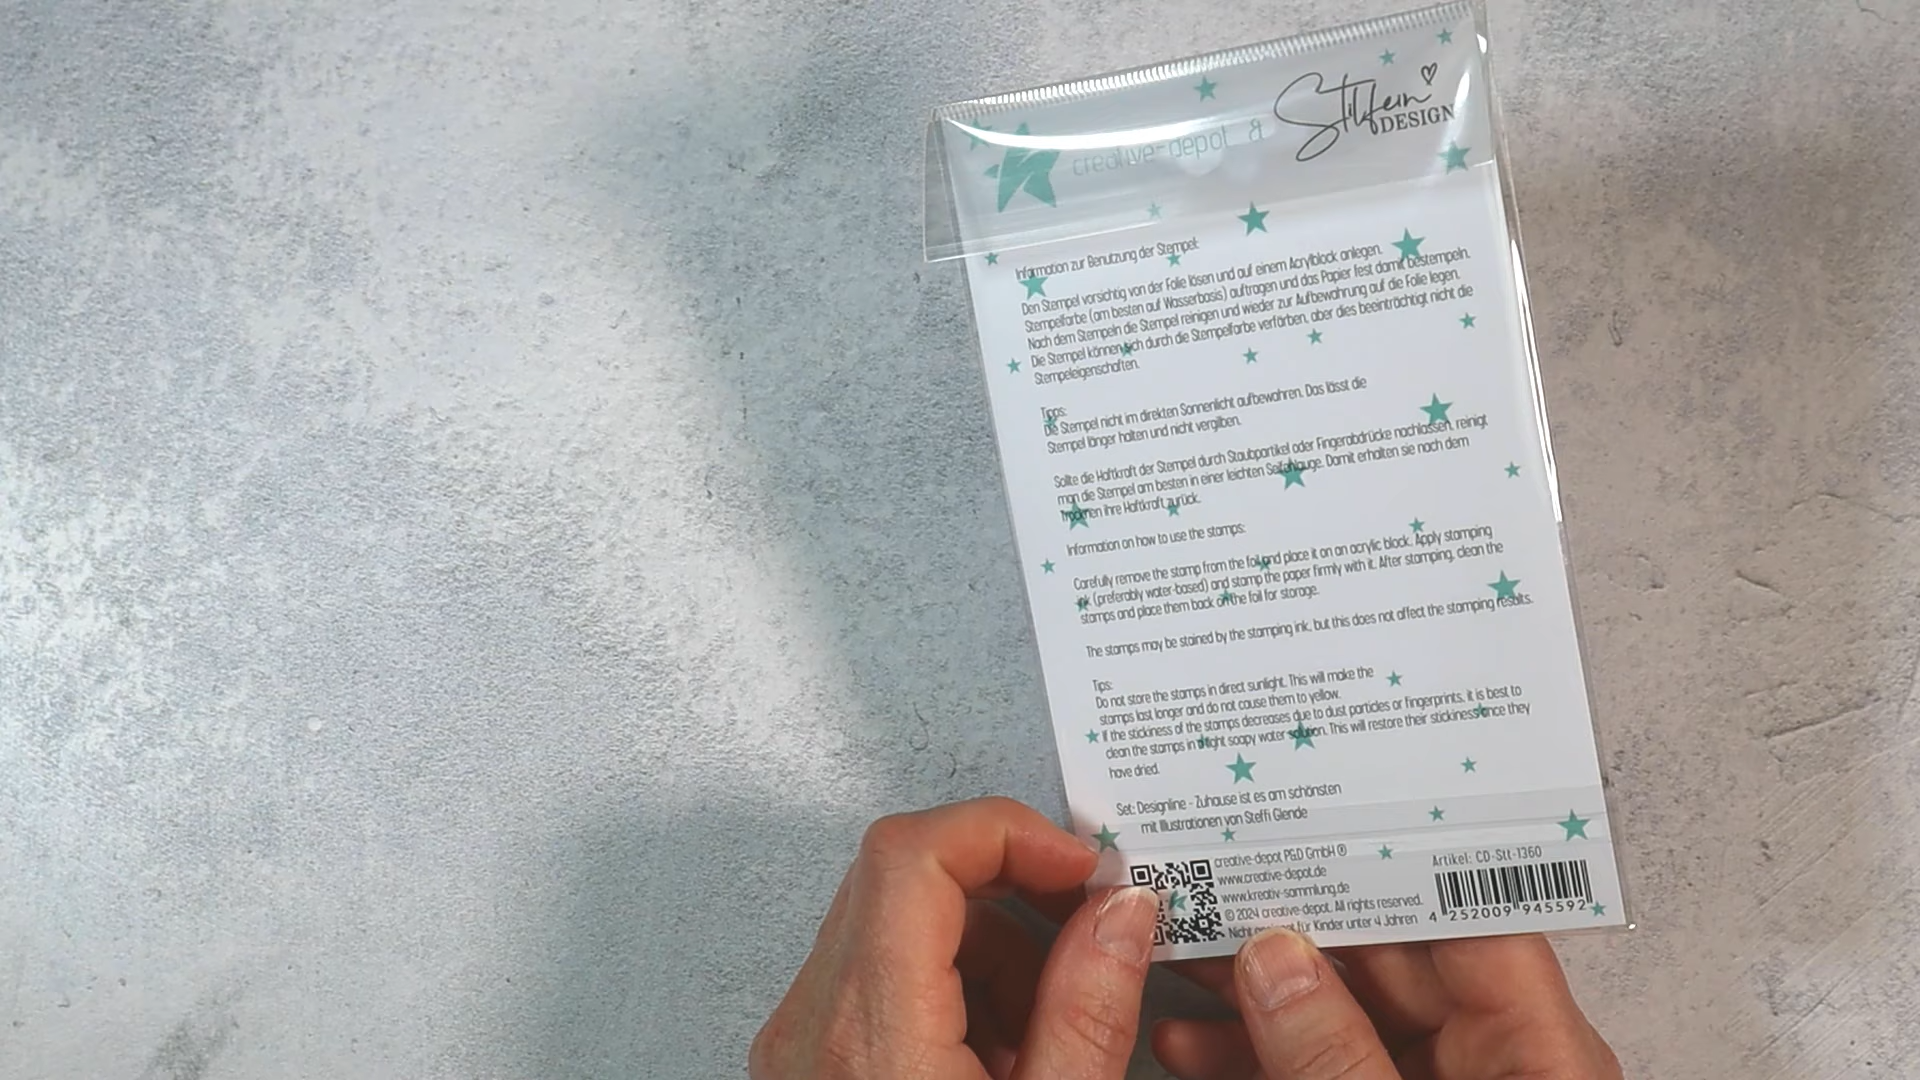 creative-depot &
Stilfein DESIGN
Information zur Benutzung der Stempel:
Den Stempel vorsichtig von der Folie lösen und auf einem Acrylblock anlegen.
Stempelfarbe (am besten auf Wasserbasis) auftragen und das Papier fest damit bestempeln.
Nach dem Stempeln die Stempel reinigen und wieder zur Aufbewahrung auf die Folie legen.
Die Stempel können sich durch die Stempelfarbe verfärben, aber dies beeinträchtigt nicht die
Stempeleigenschaften.
Tipps:
Die Stempel nicht im direkten Sonnenlicht aufbewahren. Das lässt die
Stempel länger halten und nicht vergilben.
Sollte die Haftkraft der Stempel durch Staubpartikel oder Fingerabdrücke nachlassen, reinigt
man die Stempel am besten in einer leichten Seifenlauge. Damit erhalten sie nach dem
Trocknen ihre Haftkraft zurück.
Information on how to use the stamps:
Carefully remove the stamp from the foil and place it on an acrylic block. Apply stamping
ink (preferably water-based) and stamp the paper firmly with it. After stamping, clean the
stamps and place them back on the foil for storage.
The stamps may be stained by the stamping ink, but this does not affect the stamping results.
Tips:
Do not store the stamps in direct sunlight. This will make the
stamps last longer and do not cause them to yellow.
If the stickiness of the stamps decreases due to dust particles or fingerprints, it is best to
clean the stamps in a light soapy water solution. This will restore their stickiness once they
have dried.
Set: Designline - Zuhause ist es am schönsten
mit Illustrationen von Steffi Glende
creative-depot P&D GmbH ®
www.creative-depot.de
www.kreativ-sammlung.de
© 2024 creative-depot. All rights reserved.
Nicht für Kinder unter 4 Jahren
Artikel: CD-Stt-1360
4 252009 945592